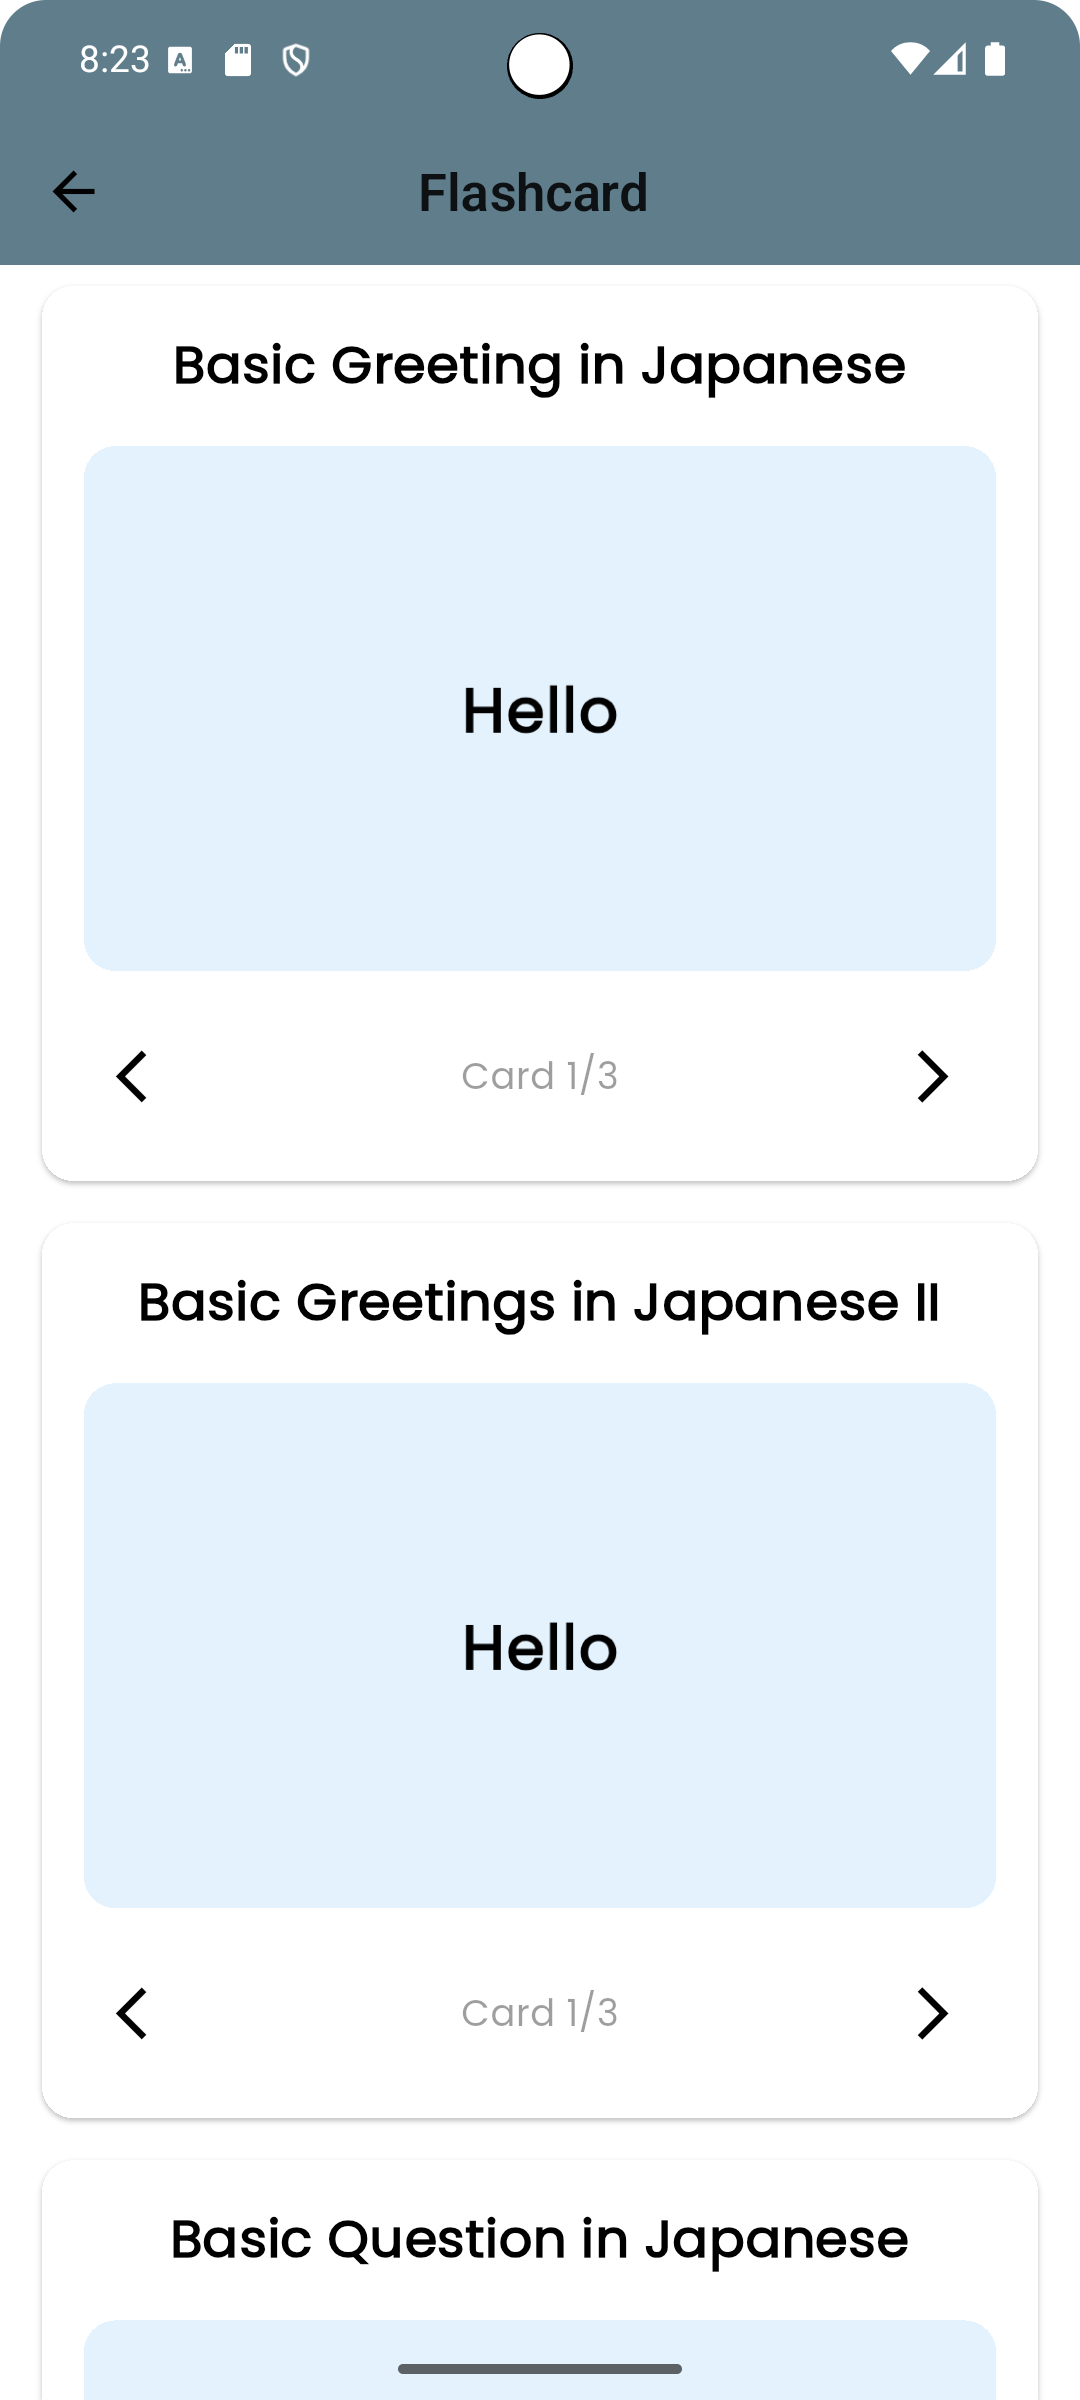 8:23
Flashcard
Basic Greeting in Japanese
Hello
Card 1/3
Basic Greetings in Japanese II
Hello
Card 1/3
Basic Question in Japanese